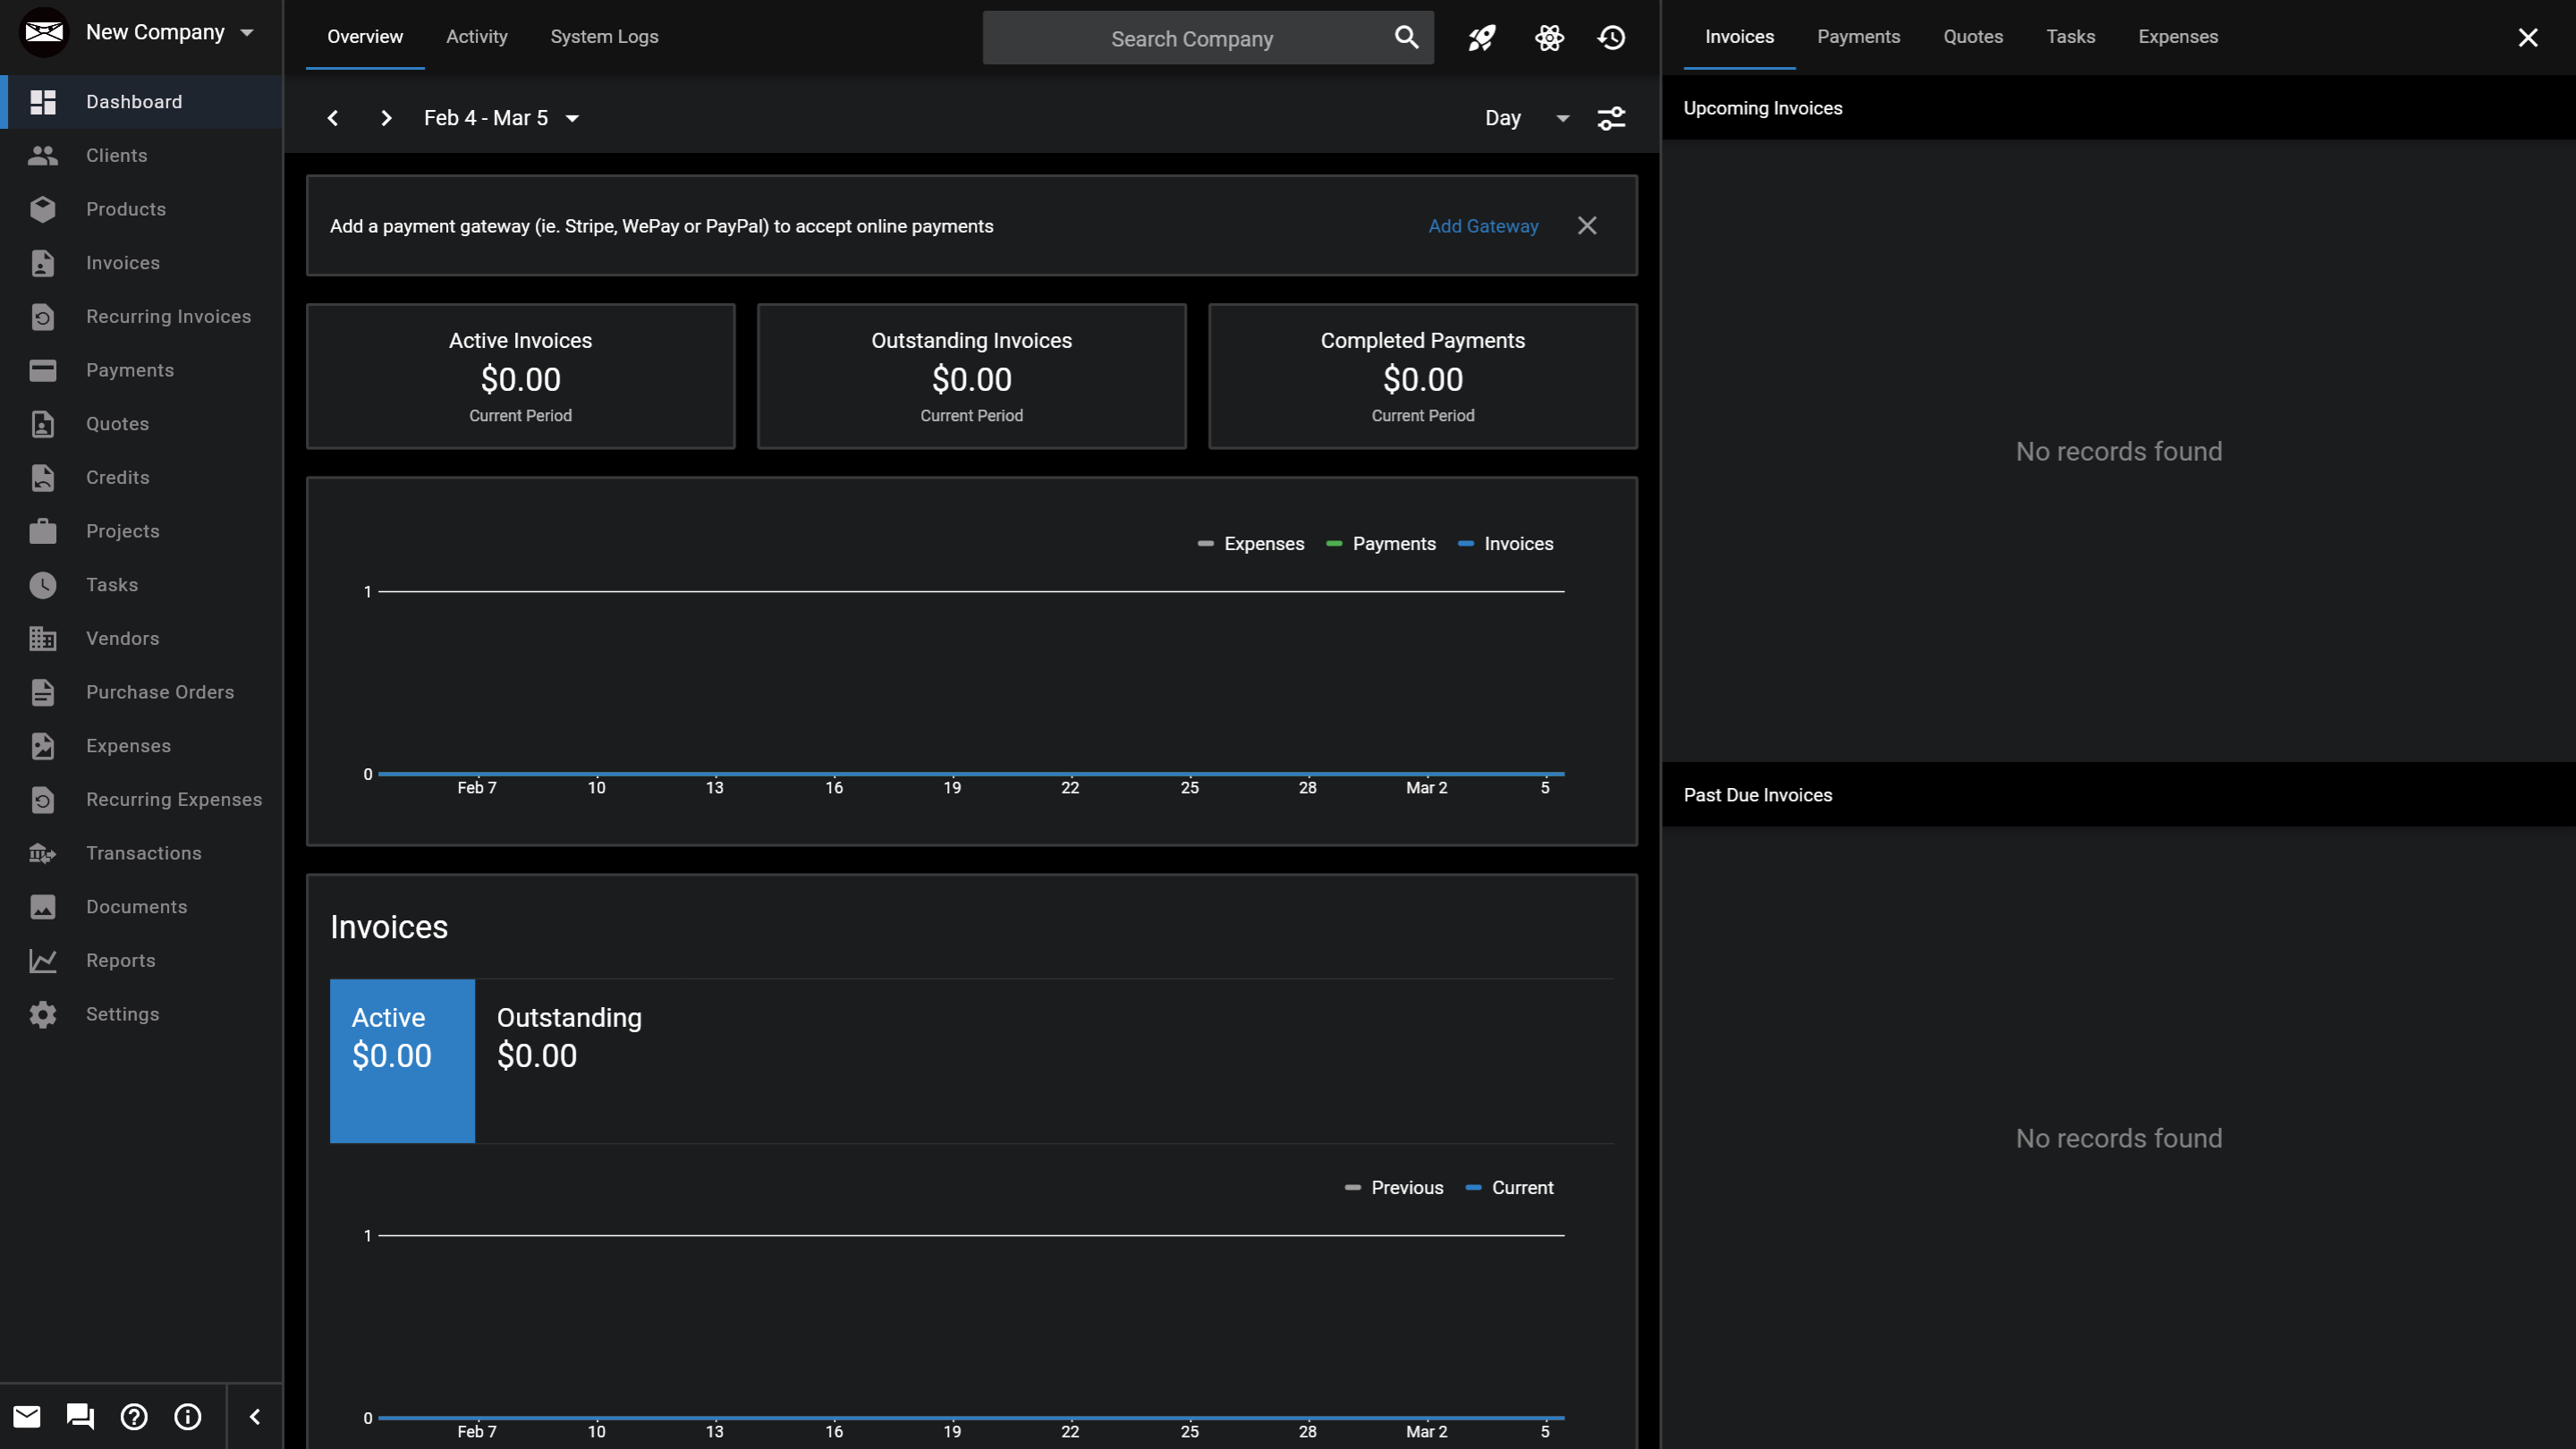 New Company
Dashboard
Clients
Products
Invoices
Recurring Invoices
Payments
Quotes
Credits
Projects
Tasks
Vendors
Purchase Orders
Expenses
Recurring Expenses
Transactions
Documents
Reports
Settings
Overview Activity System Logs
Search Company
Feb 4 - Mar 5
Day
Add a payment gateway (ie. Stripe, WePay or PayPal) to accept online payments
Add Gateway
Active Invoices
$0.00
Current Period
Outstanding Invoices
$0.00
Current Period
Completed Payments
$0.00
Current Period
Expenses Payments Invoices
1
0
Feb 7 10 13 16 19 22 25 28 Mar 2 5
Invoices
Active
$0.00
Outstanding
$0.00
Previous Current
1
0
Feb 7 10 13 16 19 22 25 28 Mar 2 5
Invoices Payments Quotes Tasks Expenses
Upcoming Invoices
No records found
Past Due Invoices
No records found